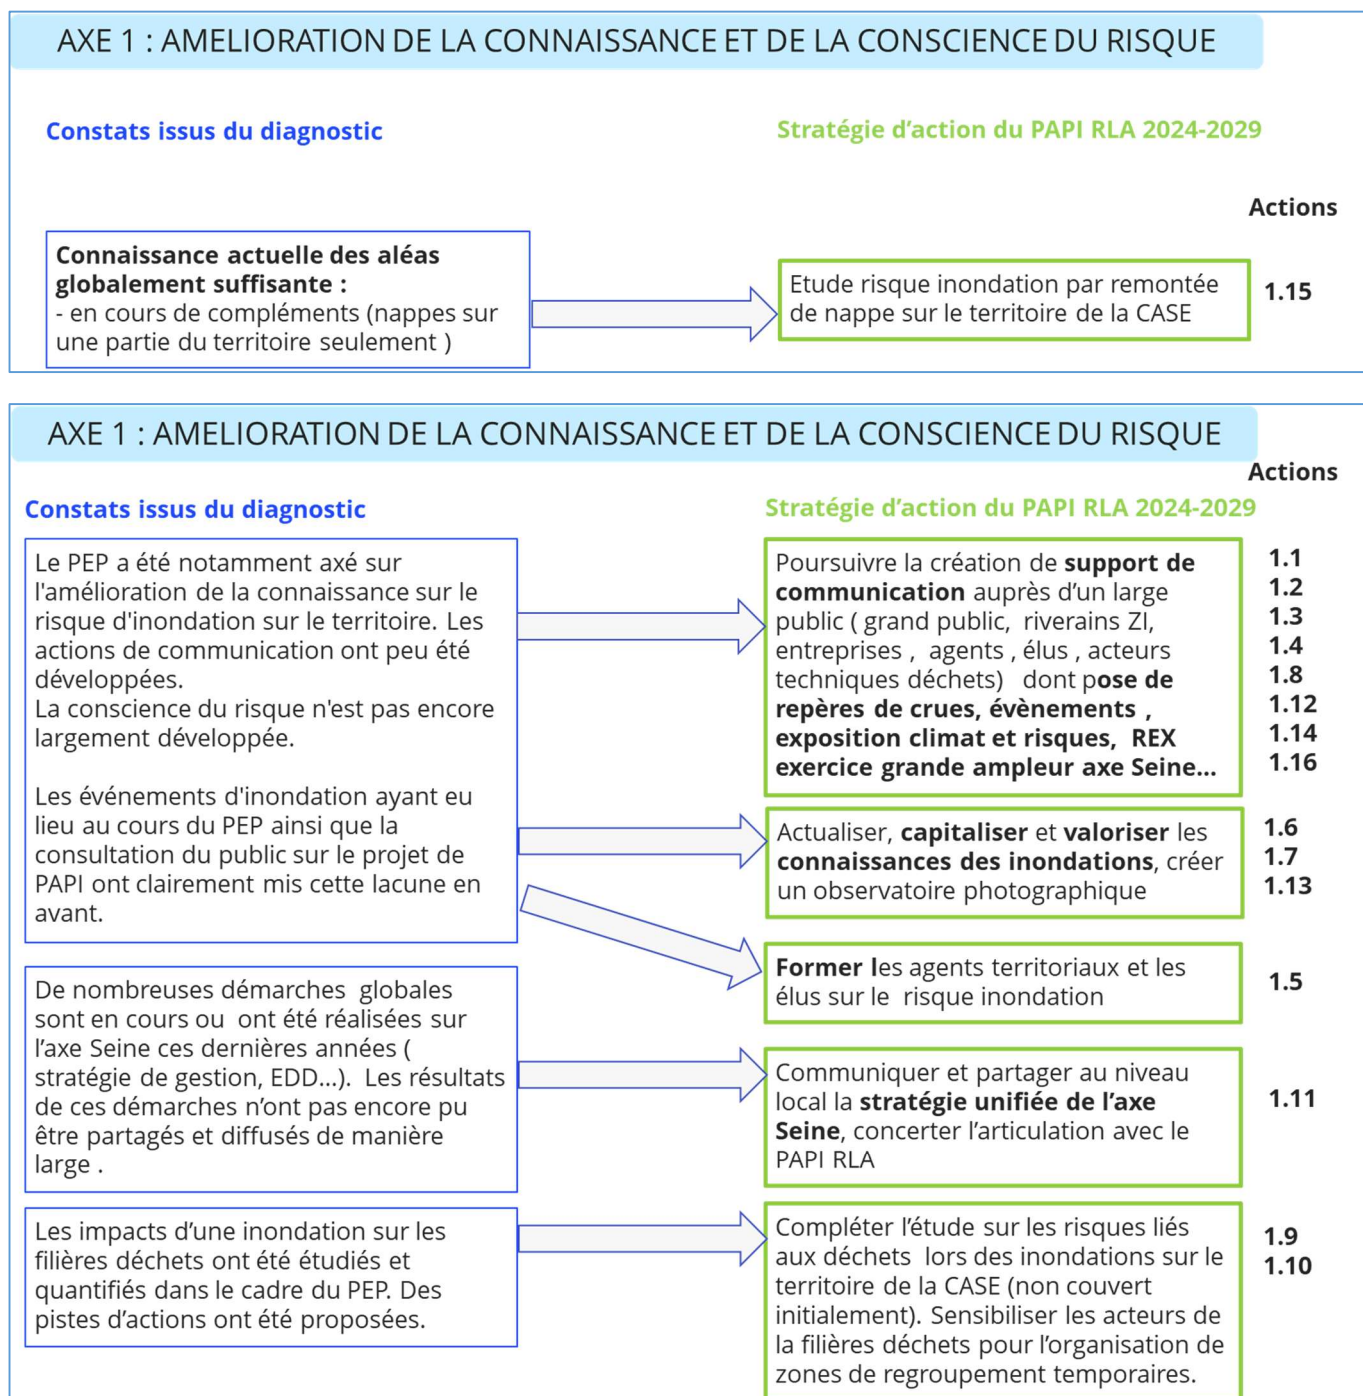 AXE 1 : AMELIORATION DE LA CONNAISSANCE ET DE LA CONSCIENCE DU RISQUE
Constats issus du diagnostic
Stratégie d’action du PAPI RLA 2024-2029
Actions
Connaissance actuelle des aléas
globalement suffisante :
- en cours de compléments (nappes sur
une partie du territoire seulement )
Etude risque inondation par remontée
de nappe sur le territoire de la CASE
1.15
AXE 1 : AMELIORATION DE LA CONNAISSANCE ET DE LA CONSCIENCE DU RISQUE
Actions
Constats issus du diagnostic
Stratégie d’action du PAPI RLA 2024-2029
Le PEP a été notamment axé sur
l'amélioration de la connaissance sur le
risque d'inondation sur le territoire. Les
actions de communication ont peu été
développées.
La conscience du risque n'est pas encore
largement développée.
Les événements d'inondation ayant eu
lieu au cours du PEP ainsi que la
consultation du public sur le projet de
PAPI ont clairement mis cette lacune en
avant.
Poursuivre la création de support de
communication auprès d’un large
public ( grand public, riverains ZI,
entreprises , agents , élus , acteurs
techniques déchets) dont pose de
repères de crues, évènements ,
exposition climat et risques, REX
exercice grande ampleur axe Seine...
1.1
1.2
1.3
1.4
1.8
1.12
1.14
1.16
Actualiser, capitaliser et valoriser les
connaissances des inondations, créer
un observatoire photographique
1.6
1.7
1.13
Former les agents territoriaux et les
élus sur le risque inondation
1.5
De nombreuses démarches globales
sont en cours ou ont été réalisées sur
l’axe Seine ces dernières années (
stratégie de gestion, EDD...). Les résultats
de ces démarches n’ont pas encore pu
être partagés et diffusés de manière
large .
Communiquer et partager au niveau
local la stratégie unifiée de l’axe
Seine, concerter l’articulation avec le
PAPI RLA
1.11
Les impacts d’une inondation sur les
filières déchets ont été étudiés et
quantifiés dans le cadre du PEP. Des
pistes d’actions ont été proposées.
Compléter l’étude sur les risques liés
aux déchets lors des inondations sur le
territoire de la CASE (non couvert
initialement). Sensibiliser les acteurs de
la filières déchets pour l’organisation de
zones de regroupement temporaires.
1.9
1.10